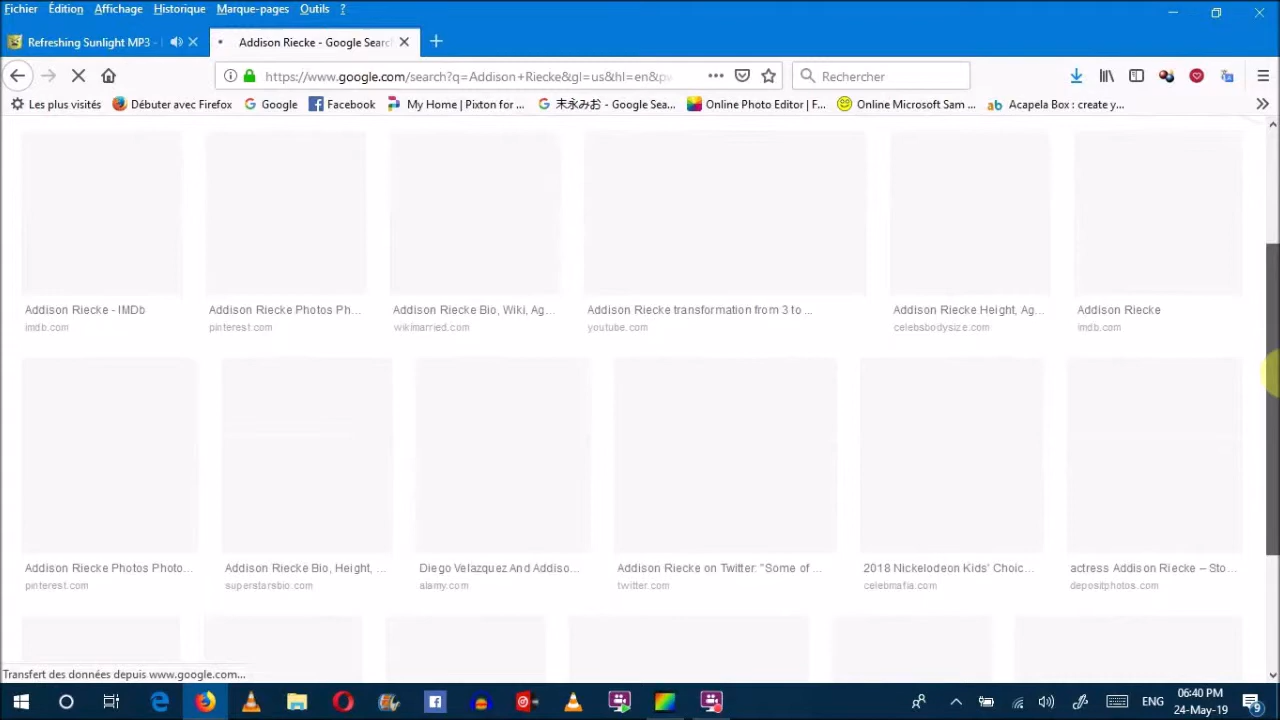 Fichier Édition Affichage Historique Marque-pages Outils ?
Refreshing Sunlight MP3 - Addison Riecke - Google Searc
https://www.google.com/search?q=Addison+Riecke&gl=us&hl=en& Rechercher
Les plus visités Débuter avec Firefox Google Facebook My Home | Pixton for ... 末永みお - Google Sea... Online Photo Editor | F... Online Microsoft Sam ... ab Acapela Box : create y...
Addison Riecke - IMDb Addison Riecke Photos Ph... Addison Riecke Bio, Wiki, Ag... Addison Riecke transformation from 3 to ... Addison Riecke Height, Ag... Addison Riecke
imdb.com pinterest.com wikimarried.com youtube.com celebsbodysize.com imdb.com
Addison Riecke Photos Photo... Addison Riecke Bio, Height, ... Diego Velazquez And Addiso... Addison Riecke on Twitter: "Some of ... 2018 Nickelodeon Kids' Choic... actress Addison Riecke – Sto...
pinterest.com superstarsbio.com alamy.com twitter.com celebmafia.com depositphotos.com
Transfert des données depuis www.google.com...
ENG 06:40 PM
24-May-19 9